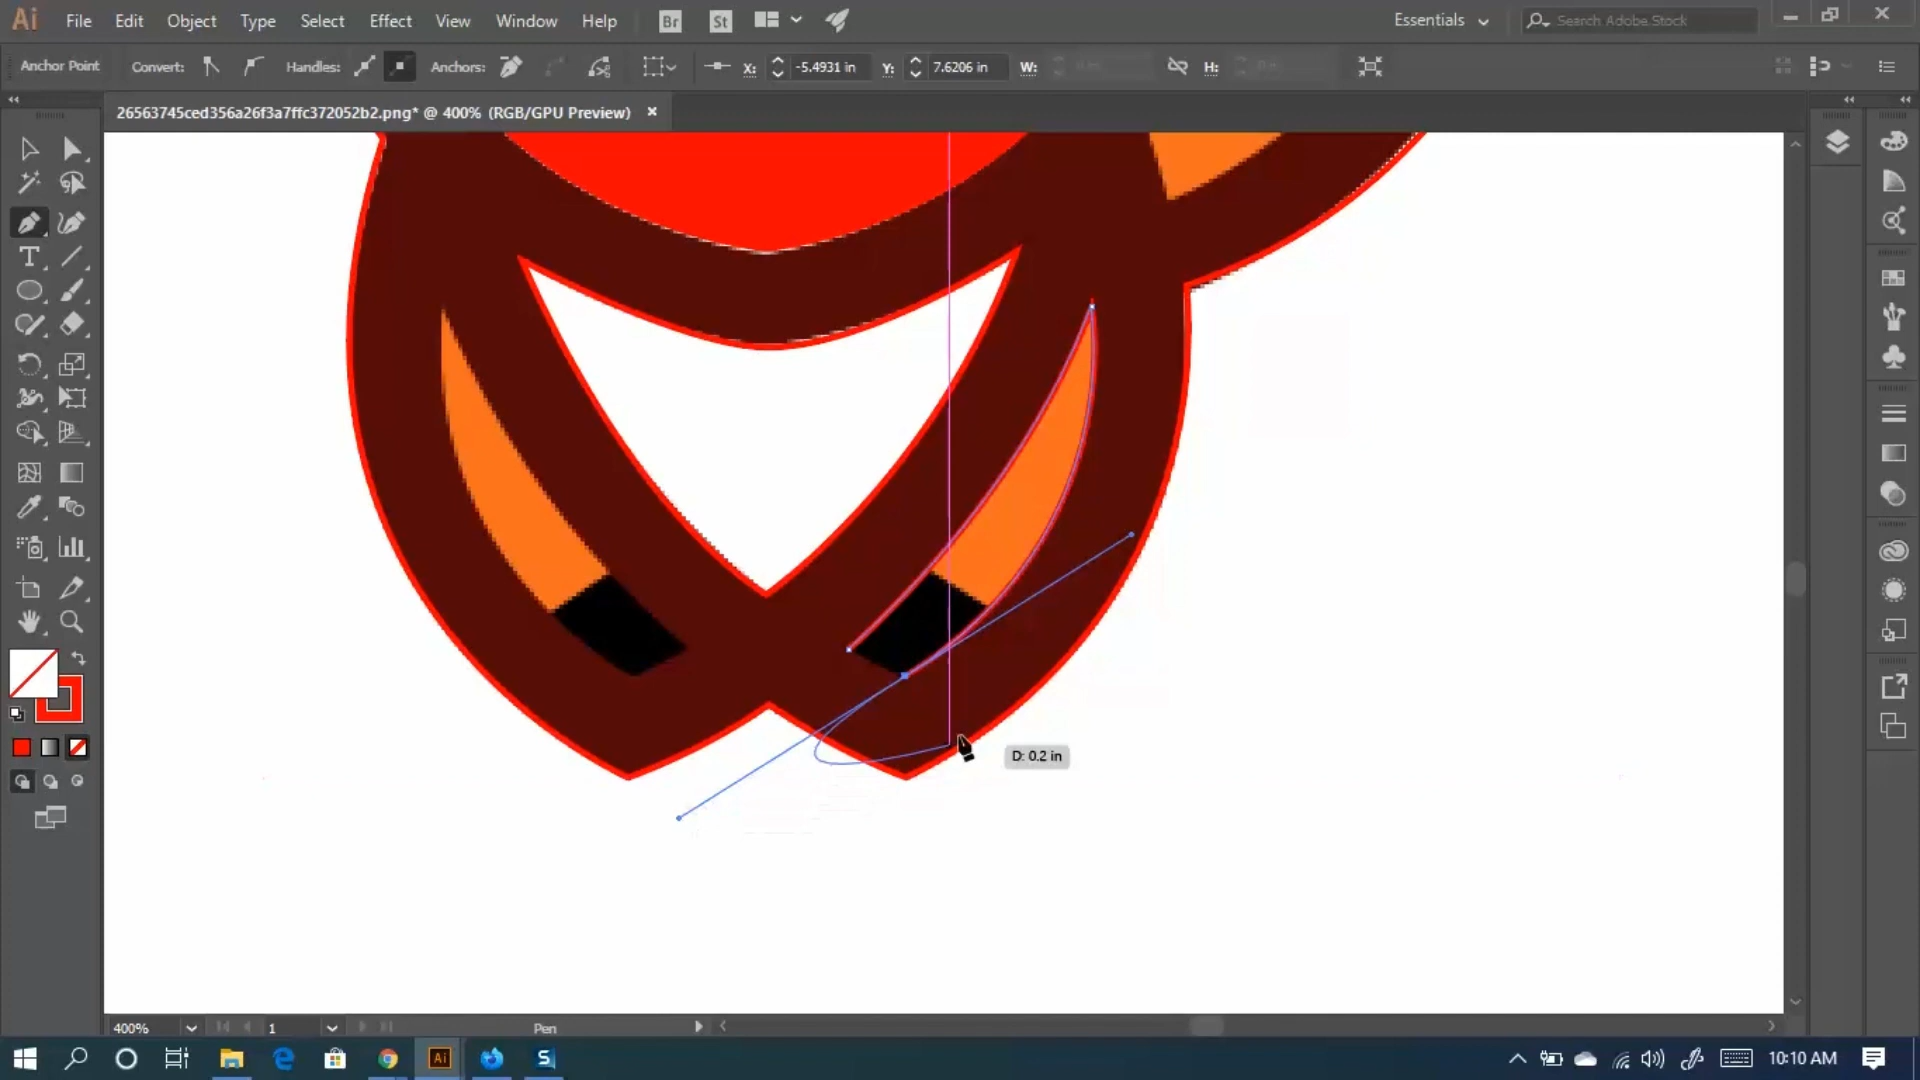 Ai File Edit Object Type Select Effect View Window Help Br St Essentials Search Adobe Stock
Anchor Point Convert: Handles: Anchors: X: -5.4931 in Y: 7.6206 in W: H:
26563745ced356a26f3a7ffc372052b2.png* @ 400% (RGB/GPU Preview)
T
D: 0.2 in
400% 1 Pen
Ai S 10:10 AM